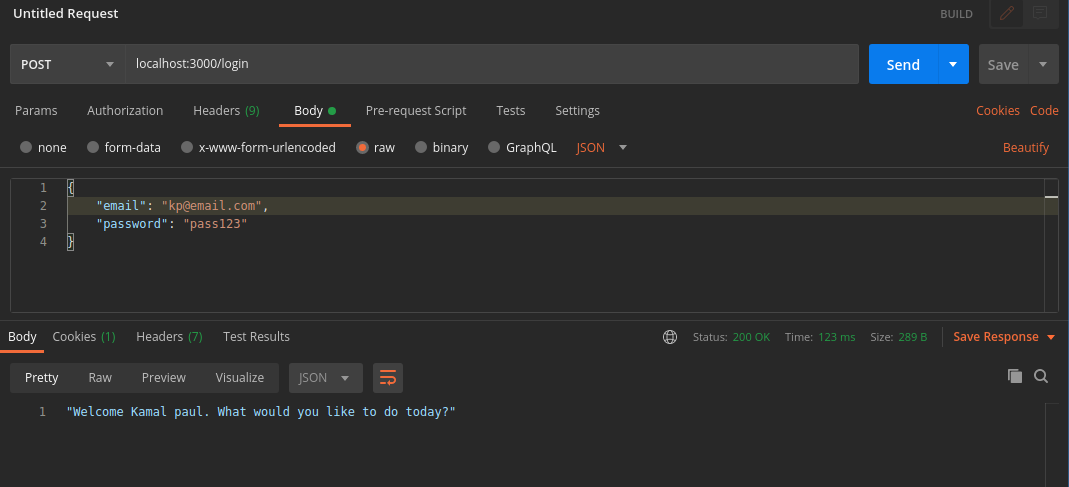 Untitled Request BUILD
POST localhost:3000/login Send Save
Params Authorization Headers (9) Body Pre-request Script Tests Settings Cookies Code
none form-data x-www-form-urlencoded raw binary GraphQL JSON Beautify
1 {
2 "email": "kp@email.com",
3 "password": "pass123"
4 }
Body Cookies (1) Headers (7) Test Results Status: 200 OK Time: 123 ms Size: 289 B Save Response
Pretty Raw Preview Visualize JSON
1 "Welcome Kamal paul. What would you like to do today?"